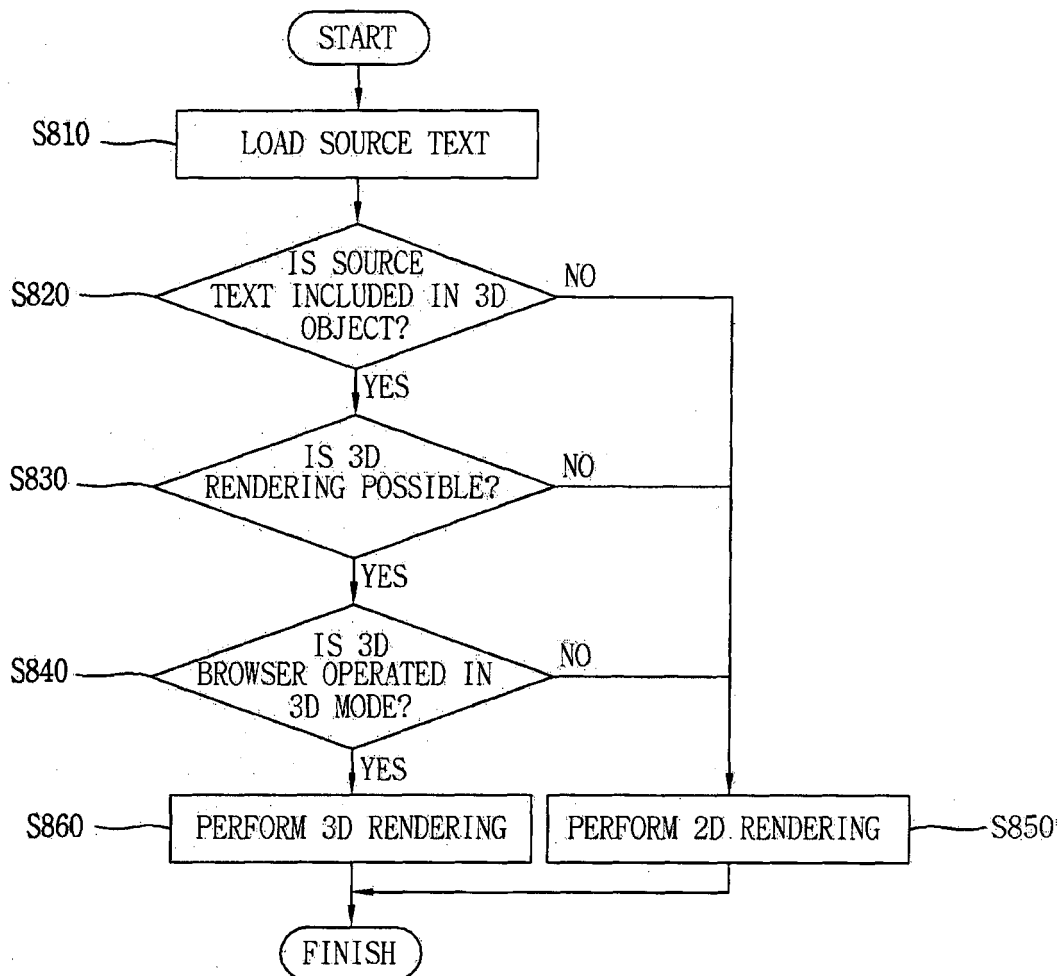 START
S810
LOAD SOURCE TEXT
S820
IS SOURCE
TEXT INCLUDED IN 3D
OBJECT?
NO
YES
S830
IS 3D
RENDERING POSSIBLE?
NO
YES
S840
IS 3D
BROWSER OPERATED IN
3D MODE?
NO
YES
S860
PERFORM 3D RENDERING
PERFORM 2D RENDERING
S850
FINISH